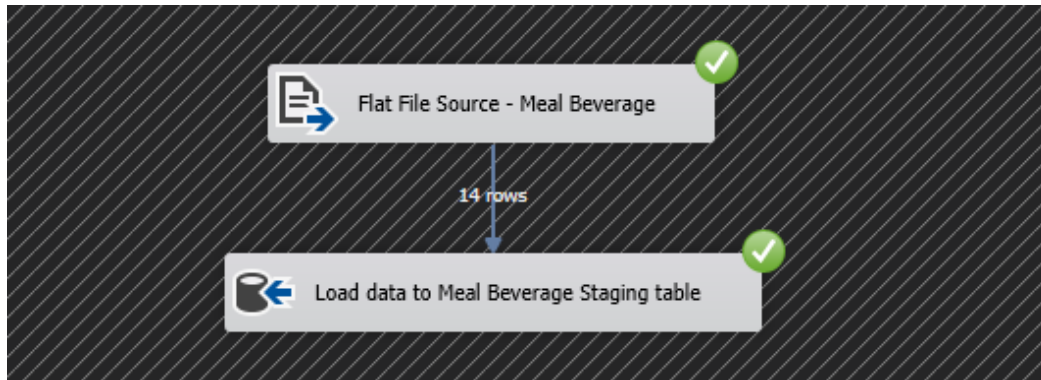 Flat File Source - Meal Beverage
14 rows
Load data to Meal Beverage Staging table